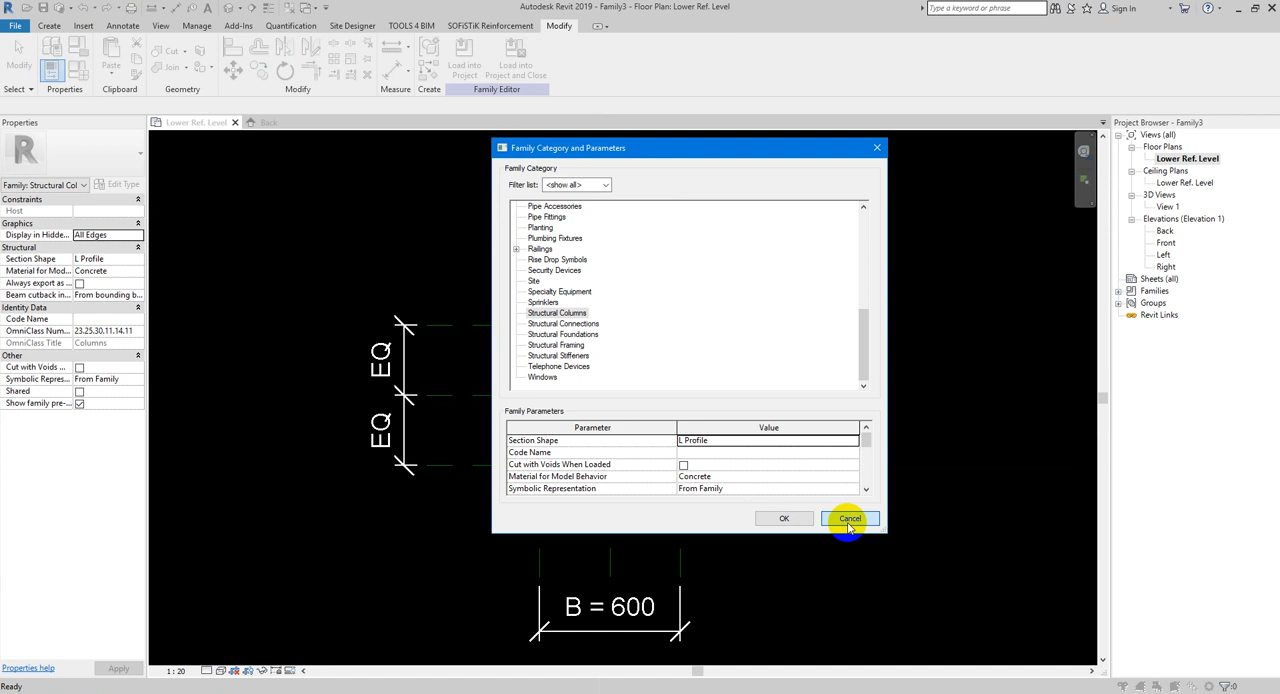 Autodesk Revit 2019 - Family3 - Floor Plan: Lower Ref. Level
Type a keyword or phrase
Sign In
File Create Insert Annotate View Manage Add-Ins Quantification Site Designer TOOLS 4 BIM SOFiSTiK Reinforcement Modify
Modify
Paste
Cut
Join
Load into Project
Load into Project and Close
Select Properties Clipboard Geometry Modify Measure Create Family Editor
Properties
Lower Ref. Level
Back
Family: Structural Col
Edit Type
Constraints
Host
Graphics
Display in Hidde... All Edges
Structural
Section Shape L Profile
Material for Mod... Concrete
Always export as
Beam cutback in... From bounding b...
Identity Data
Code Name
OmniClass Num... 23.25.30.11.14.11
OmniClass Title Columns
Other
Cut with Voids ...
Symbolic Repres... From Family
Shared
Show family pre-...
Properties help
Apply
EQ
EQ
B = 600
Family Category and Parameters
Family Category
Filter list: <show all>
Pipe Accessories
Pipe Fittings
Planting
Plumbing Fixtures
Railings
Rise Drop Symbols
Security Devices
Site
Specialty Equipment
Sprinklers
Structural Columns
Structural Connections
Structural Foundations
Structural Framing
Structural Stiffeners
Telephone Devices
Windows
Family Parameters
Parameter Value
Section Shape L Profile
Code Name
Cut with Voids When Loaded
Material for Model Behavior Concrete
Symbolic Representation From Family
OK
Cancel
Project Browser - Family3
Views (all)
Floor Plans
Lower Ref. Level
Ceiling Plans
Lower Ref. Level
3D Views
View 1
Elevations (Elevation 1)
Back
Front
Left
Right
Sheets (all)
Families
Groups
Revit Links
1 : 20
Ready
:0